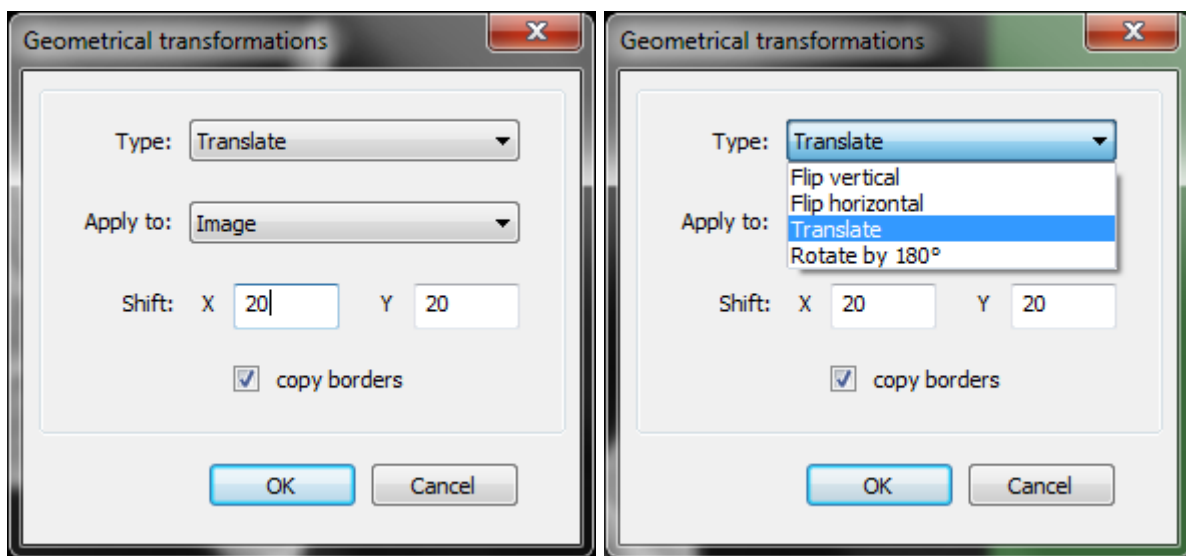 Geometrical transformations
Type: Translate
Apply to: Image
Shift: X 20 Y 20
copy borders
OK Cancel
Geometrical transformations
Type: Translate
Flip vertical
Flip horizontal
Apply to: Translate
Rotate by 180°
Shift: X 20 Y 20
copy borders
OK Cancel